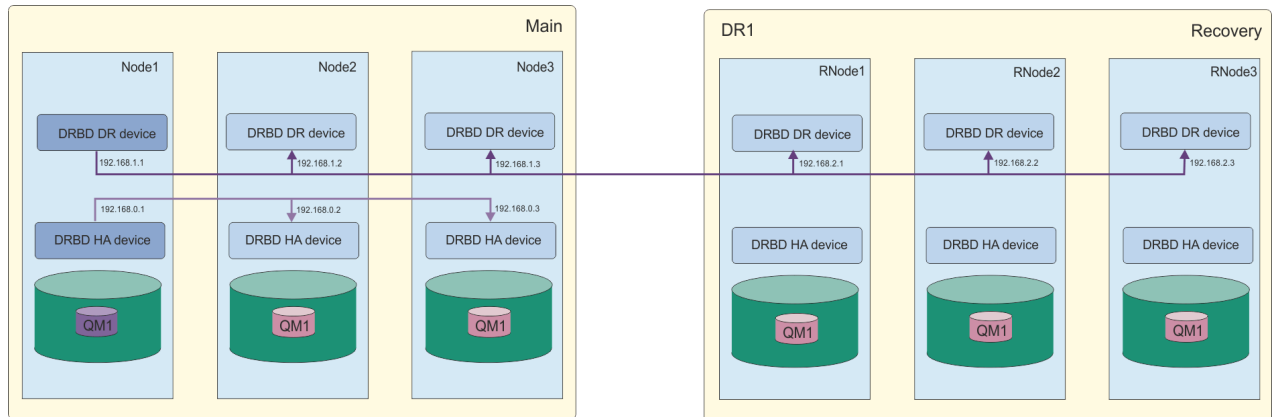 Main
Node1
Node2
Node3
DRBD DR device
DRBD DR device
DRBD DR device
192.168.1.1
192.168.1.2
192.168.1.3
192.168.0.1
192.168.0.2
192.168.0.3
DRBD HA device
DRBD HA device
DRBD HA device
QM1
QM1
QM1
DR1
Recovery
RNode1
RNode2
RNode3
DRBD DR device
DRBD DR device
DRBD DR device
192.168.2.1
192.168.2.2
192.168.2.3
DRBD HA device
DRBD HA device
DRBD HA device
QM1
QM1
QM1